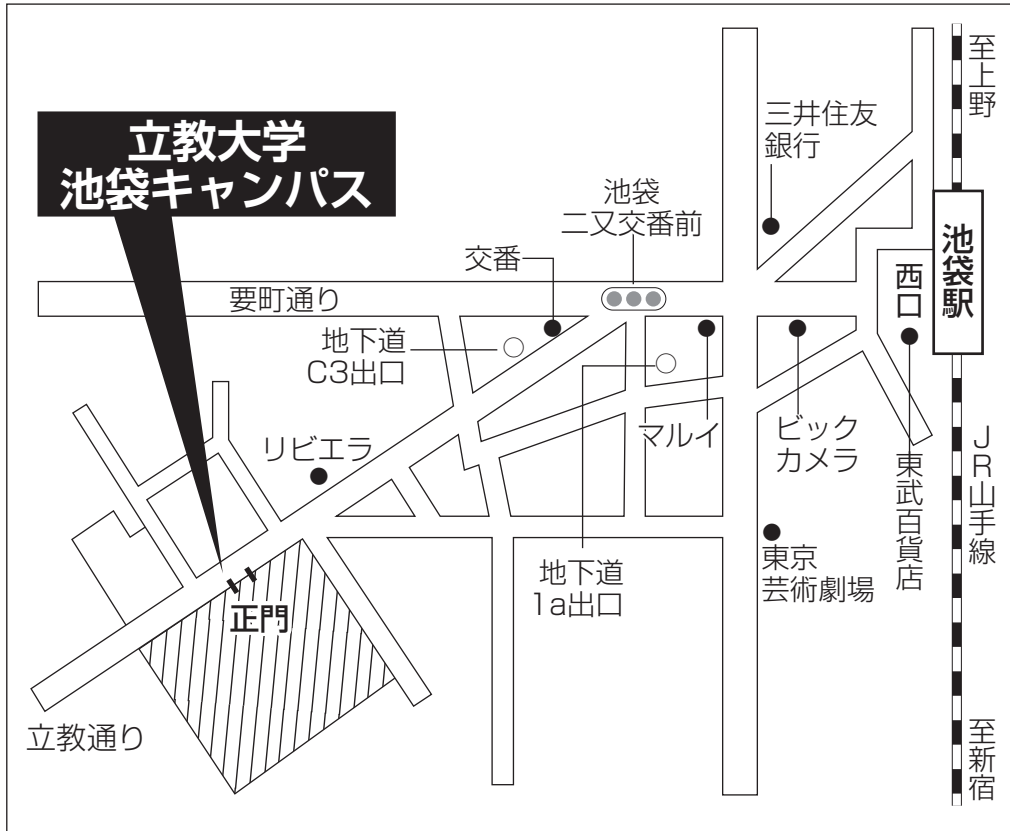 立教大学
池袋キャンパス
三井住友
銀行
至上野
池袋
二又交番前
交番
池袋駅
西口
要町通り
地下道
C3出口
リビエラ
マルイ
ビック
カメラ
東武百貨店
JR山手線
地下道
1a出口
東京
芸術劇場
正門
立教通り
至新宿